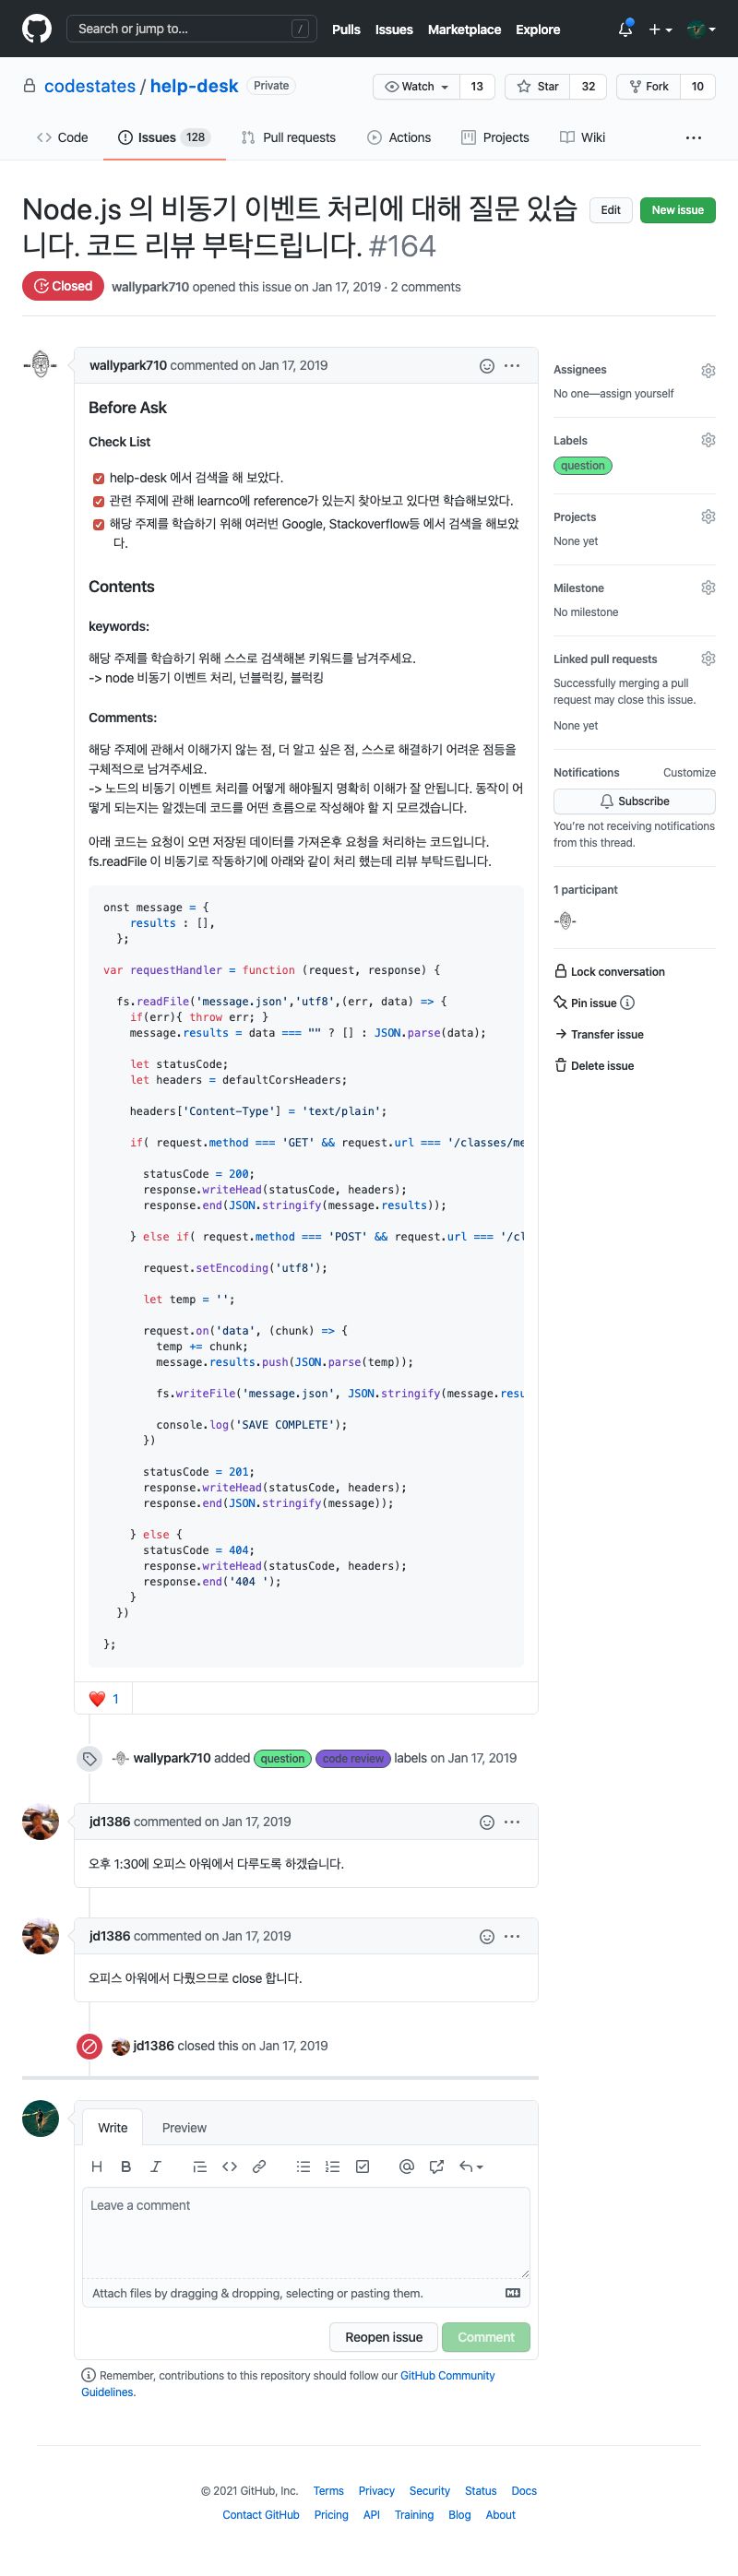 Search or jump to...
/
Pulls
Issues
Marketplace
Explore
codestates / help-desk
Private
Watch
13
Star
32
Fork
10
Code
Issues 128
Pull requests
Actions
Projects
Wiki
Node.js 의 비동기 이벤트 처리에 대해 질문 있습
니다. 코드 리뷰 부탁드립니다. #164
Edit
New issue
Closed
wallypark710 opened this issue on Jan 17, 2019 · 2 comments
wallypark710 commented on Jan 17, 2019
Before Ask
Check List
help-desk 에서 검색을 해 보았다.
관련 주제에 관해 learnco에 reference가 있는지 찾아보고 있다면 학습해보았다.
해당 주제를 학습하기 위해 여러번 Google, Stackoverflow등 에서 검색을 해보았
다.
Contents
keywords:
해당 주제를 학습하기 위해 스스로 검색해본 키워드를 남겨주세요.
-> node 비동기 이벤트 처리, 넌블럭킹, 블럭킹
Comments:
해당 주제에 관해서 이해가지 않는 점, 더 알고 싶은 점, 스스로 해결하기 어려운 점등을
구체적으로 남겨주세요.
-> 노드의 비동기 이벤트 처리를 어떻게 해야될지 명확히 이해가 잘 안됩니다. 동작이 어
떻게 되는지는 알겠는데 코드를 어떤 흐름으로 작성해야 할 지 모르겠습니다.
아래 코드는 요청이 오면 저장된 데이터를 가져온후 요청을 처리하는 코드입니다.
fs.readFile 이 비동기로 작동하기에 아래와 같이 처리 했는데 리뷰 부탁드립니다.
onst message = {
results : [],
};
var requestHandler = function (request, response) {
fs.readFile('message.json','utf8',(err, data) => {
if(err){ throw err; }
message.results = data === "" ? [] : JSON.parse(data);
let statusCode;
let headers = defaultCorsHeaders;
headers['Content-Type'] = 'text/plain';
if( request.method === 'GET' && request.url === '/classes/me
statusCode = 200;
response.writeHead(statusCode, headers);
response.end(JSON.stringify(message.results));
} else if( request.method === 'POST' && request.url === '/cl
request.setEncoding('utf8');
let temp = '';
request.on('data', (chunk) => {
temp += chunk;
message.results.push(JSON.parse(temp));
fs.writeFile('message.json', JSON.stringify(message.resu
console.log('SAVE COMPLETE');
})
statusCode = 201;
response.writeHead(statusCode, headers);
response.end(JSON.stringify(message));
} else {
statusCode = 404;
response.writeHead(statusCode, headers);
response.end('404 ');
}
})
};
1
wallypark710 added question code review labels on Jan 17, 2019
jd1386 commented on Jan 17, 2019
오후 1:30에 오피스 아워에서 다루도록 하겠습니다.
jd1386 commented on Jan 17, 2019
오피스 아워에서 다뤘으므로 close 합니다.
jd1386 closed this on Jan 17, 2019
Assignees
No one—assign yourself
Labels
question
Projects
None yet
Milestone
No milestone
Linked pull requests
Successfully merging a pull
request may close this issue.
None yet
Notifications
Customize
Subscribe
You're not receiving notifications
from this thread.
1 participant
Lock conversation
Pin issue
Transfer issue
Delete issue
Write
Preview
Leave a comment
Attach files by dragging & dropping, selecting or pasting them.
Reopen issue
Comment
Remember, contributions to this repository should follow our GitHub Community
Guidelines.
© 2021 GitHub, Inc.
Terms
Privacy
Security
Status
Docs
Contact GitHub
Pricing
API
Training
Blog
About